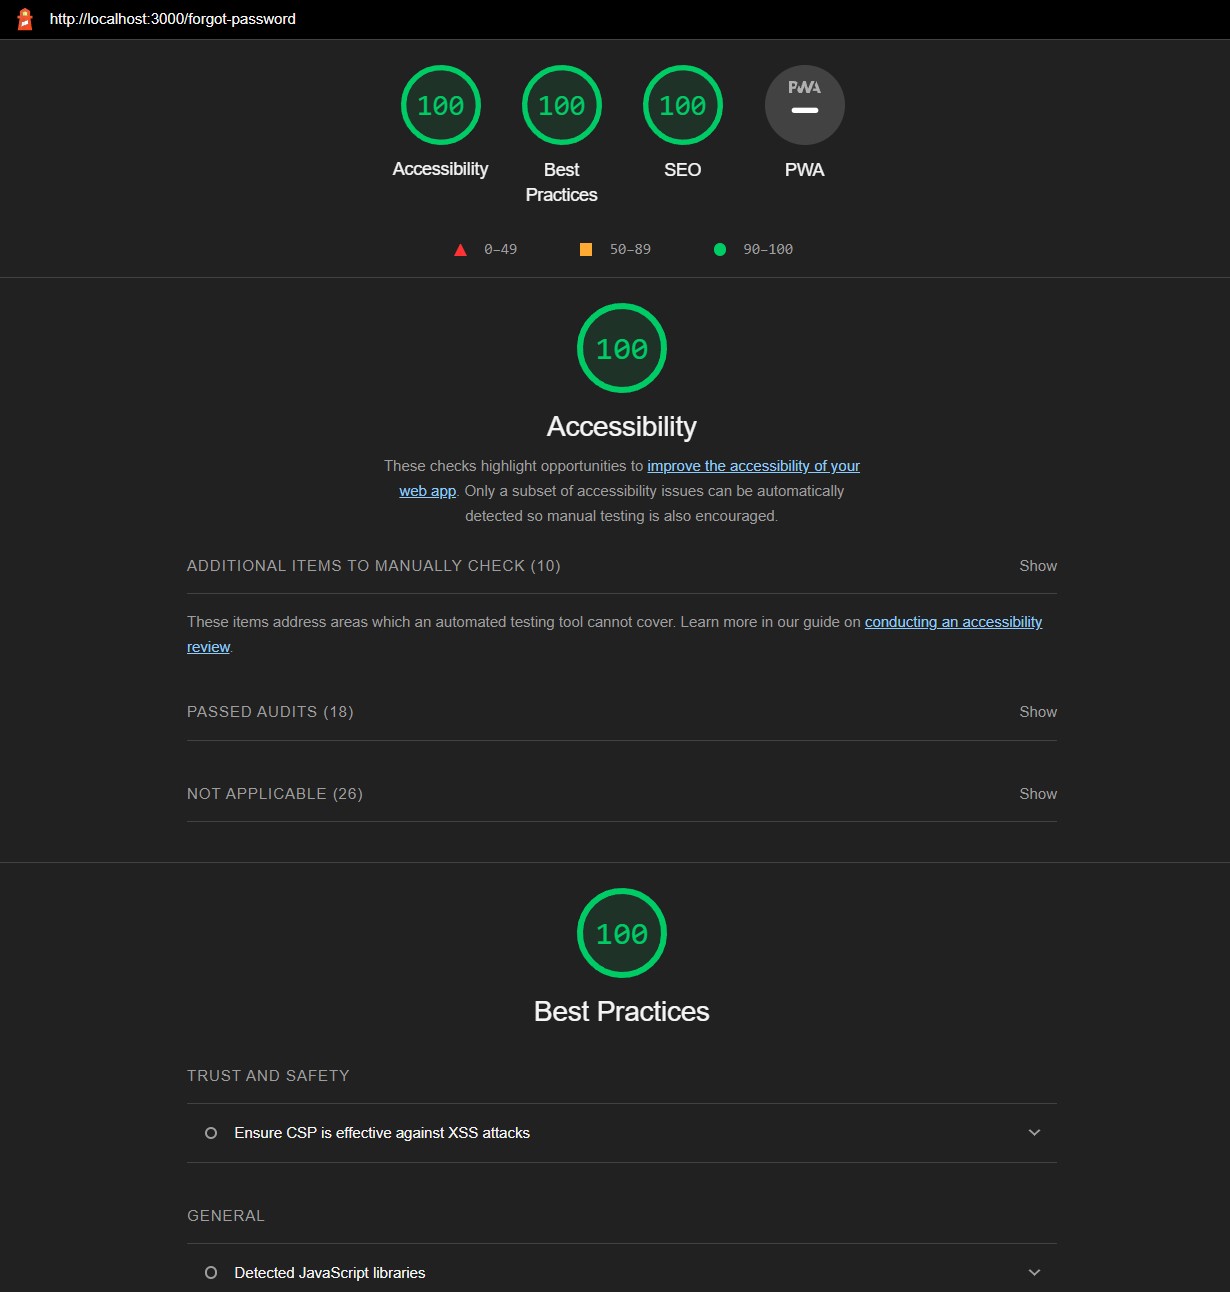 http://localhost:3000/forgot-password
100 100 100 PWA
Accessibility Best Practices SEO PWA
0–49 50–89 90–100
100
Accessibility
These checks highlight opportunities to improve the accessibility of your
web app. Only a subset of accessibility issues can be automatically
detected so manual testing is also encouraged.
ADDITIONAL ITEMS TO MANUALLY CHECK (10) Show
These items address areas which an automated testing tool cannot cover. Learn more in our guide on conducting an accessibility
review.
PASSED AUDITS (18) Show
NOT APPLICABLE (26) Show
100
Best Practices
TRUST AND SAFETY
Ensure CSP is effective against XSS attacks
GENERAL
Detected JavaScript libraries